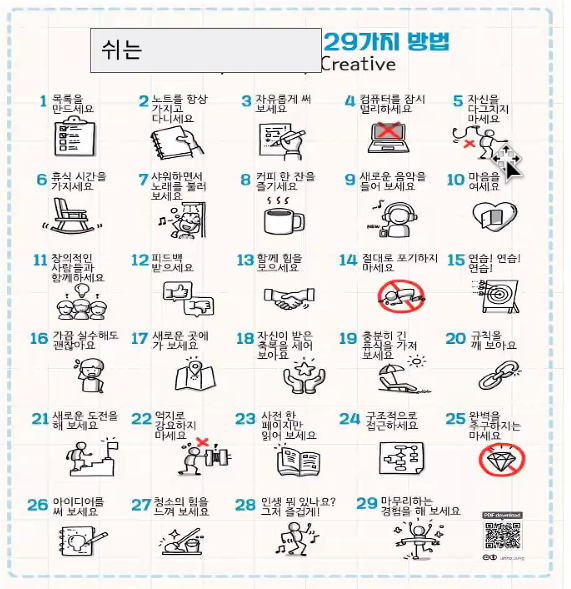 쉬는
29가지 방법
Creative
1 목록을
만드세요
2 노트를 항상
가지고
다니세요
3 자유롭게 써
보세요
4 컴퓨터를 잠시
멀리하세요
5 자신을
다그치지
마세요
6 휴식 시간을
가지세요
7 샤워하면서
노래를 불러
보세요
8 커피 한 잔을
즐기세요
9 새로운 음악을
들어 보세요
NEW
10 마음을
여세요
11 창의적인
사람들과
함께하세요
12 피드백
받으세요
13 함께 힘을
모으세요
14 절대로 포기하지
마세요
15 연습! 연습!
연습!
16 가끔 실수해도
괜찮아요
17 새로운 곳에
가 보세요
18 자신이 받은
축복을 세어
보아요
19 충분히 긴
휴식을 가져
보세요
20 규칙을
깨 보아요
21 새로운 도전을
해 보세요
22 억지로
강요하지
마세요
23 사전 한
페이지만
읽어 보세요
24 구조적으로
접근하세요
25 완벽을
추구하지는
마세요
26 아이디어를
써 보세요
27 청소의 힘을
느껴 보세요
28 인생 뭐 있나요?
그저 즐겁게!
29 마무리하는
경험을 해 보세요
PDF download